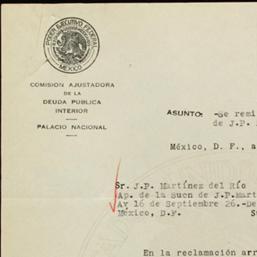 PODER EJECUTIVO FEDERAL
MEXICO
COMISION AJUSTADORA
DE LA
DEUDA PUBLICA
INTERIOR
PALACIO NACIONAL
ASUNTO: -Se remi
de J.P.
México, D. F., a
Sr. J.P. Martínez del Río
Ap. de la Sucn de J.P.Mart
Av 16 de Septiembre 26.-De
México, D.F.
En la reclamación arr